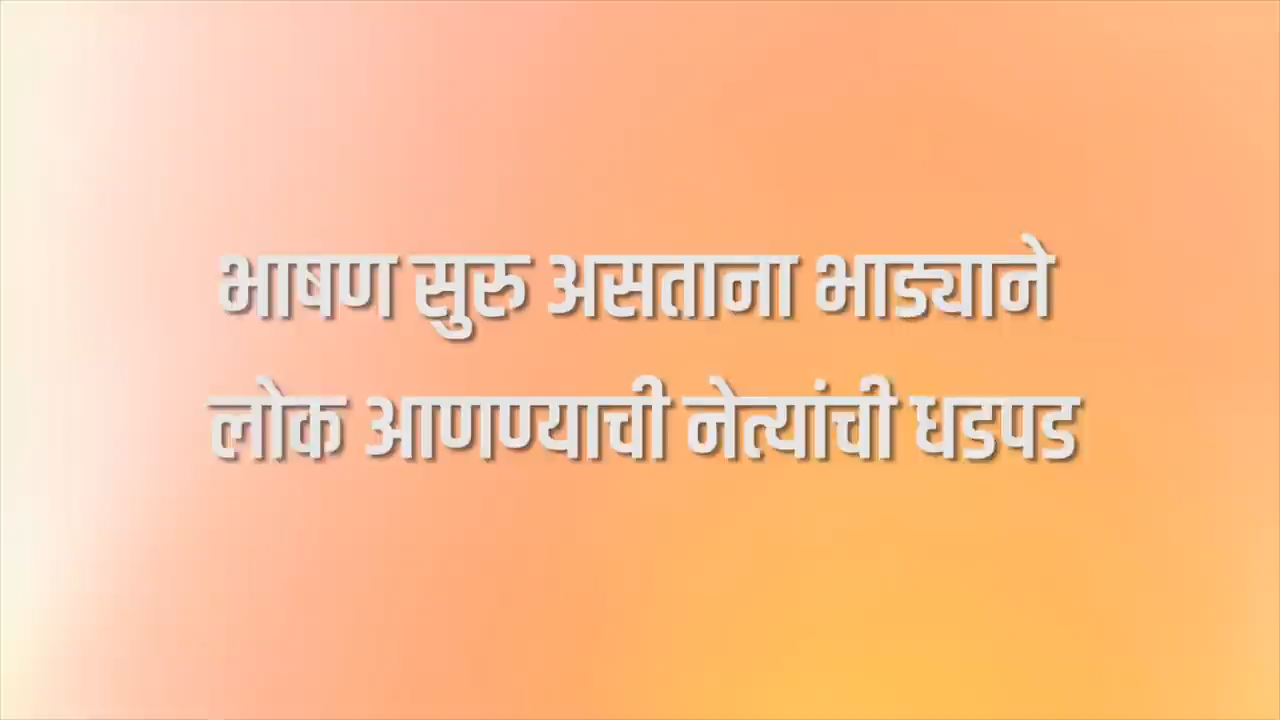 भाषण सुरु असताना भाड्याने
लोक आणण्याची नेत्यांची धडपड